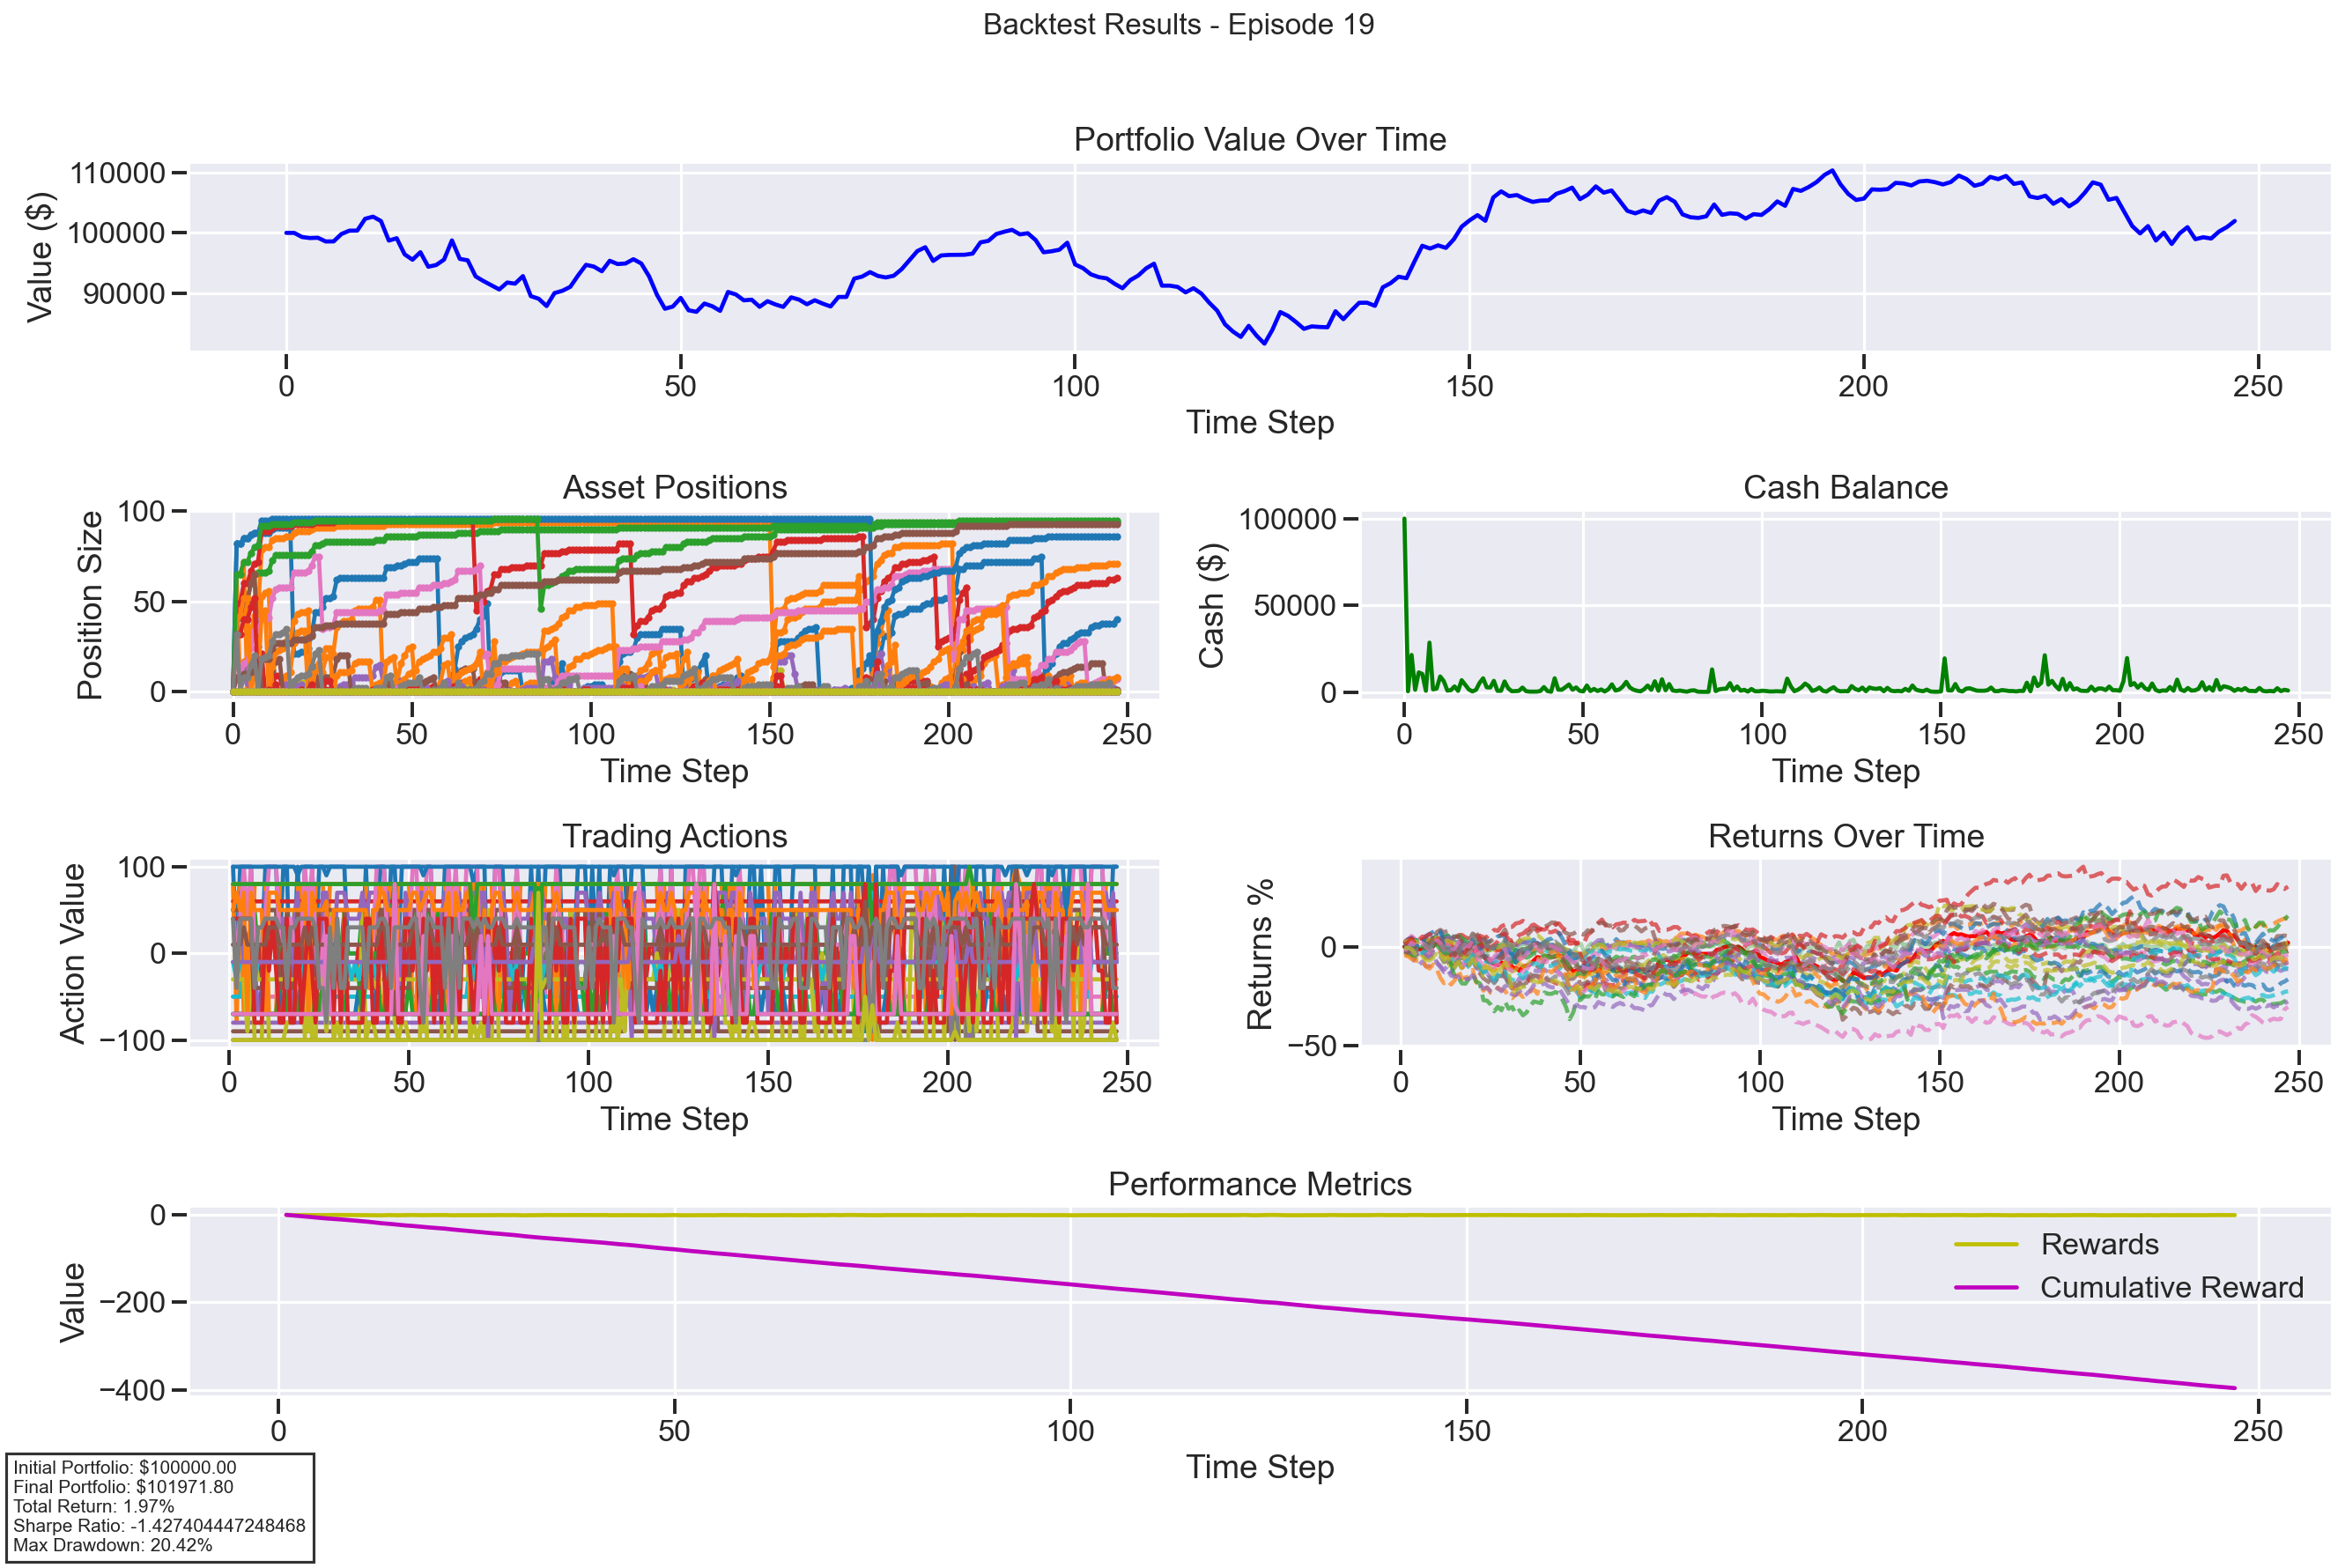 Backtest Results - Episode 19
Portfolio Value Over Time
Value ($)
110000
100000
90000
0 50 100 150 200 250
Time Step
Asset Positions
Position Size
100
50
0
0 50 100 150 200 250
Time Step
Cash Balance
Cash ($)
100000
50000
0
0 50 100 150 200 250
Time Step
Trading Actions
Action Value
100
0
−100
0 50 100 150 200 250
Time Step
Returns Over Time
Returns %
0
−50
0 50 100 150 200 250
Time Step
Performance Metrics
Value
0
−200
−400
Rewards
Cumulative Reward
0 50 100 150 200 250
Time Step
Initial Portfolio: $100000.00
Final Portfolio: $101971.80
Total Return: 1.97%
Sharpe Ratio: -1.427404447248468
Max Drawdown: 20.42%